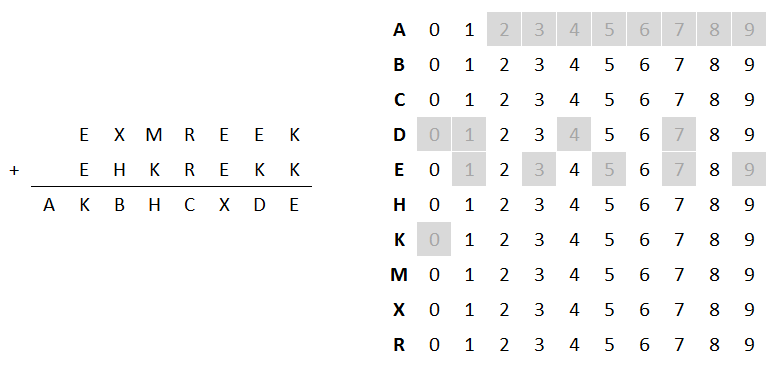 E X M R E E K
+ E H K R E K K
A K B H C X D E
A 0 1 2 3 4 5 6 7 8 9
B 0 1 2 3 4 5 6 7 8 9
C 0 1 2 3 4 5 6 7 8 9
D 0 1 2 3 4 5 6 7 8 9
E 0 1 2 3 4 5 6 7 8 9
H 0 1 2 3 4 5 6 7 8 9
K 0 1 2 3 4 5 6 7 8 9
M 0 1 2 3 4 5 6 7 8 9
X 0 1 2 3 4 5 6 7 8 9
R 0 1 2 3 4 5 6 7 8 9